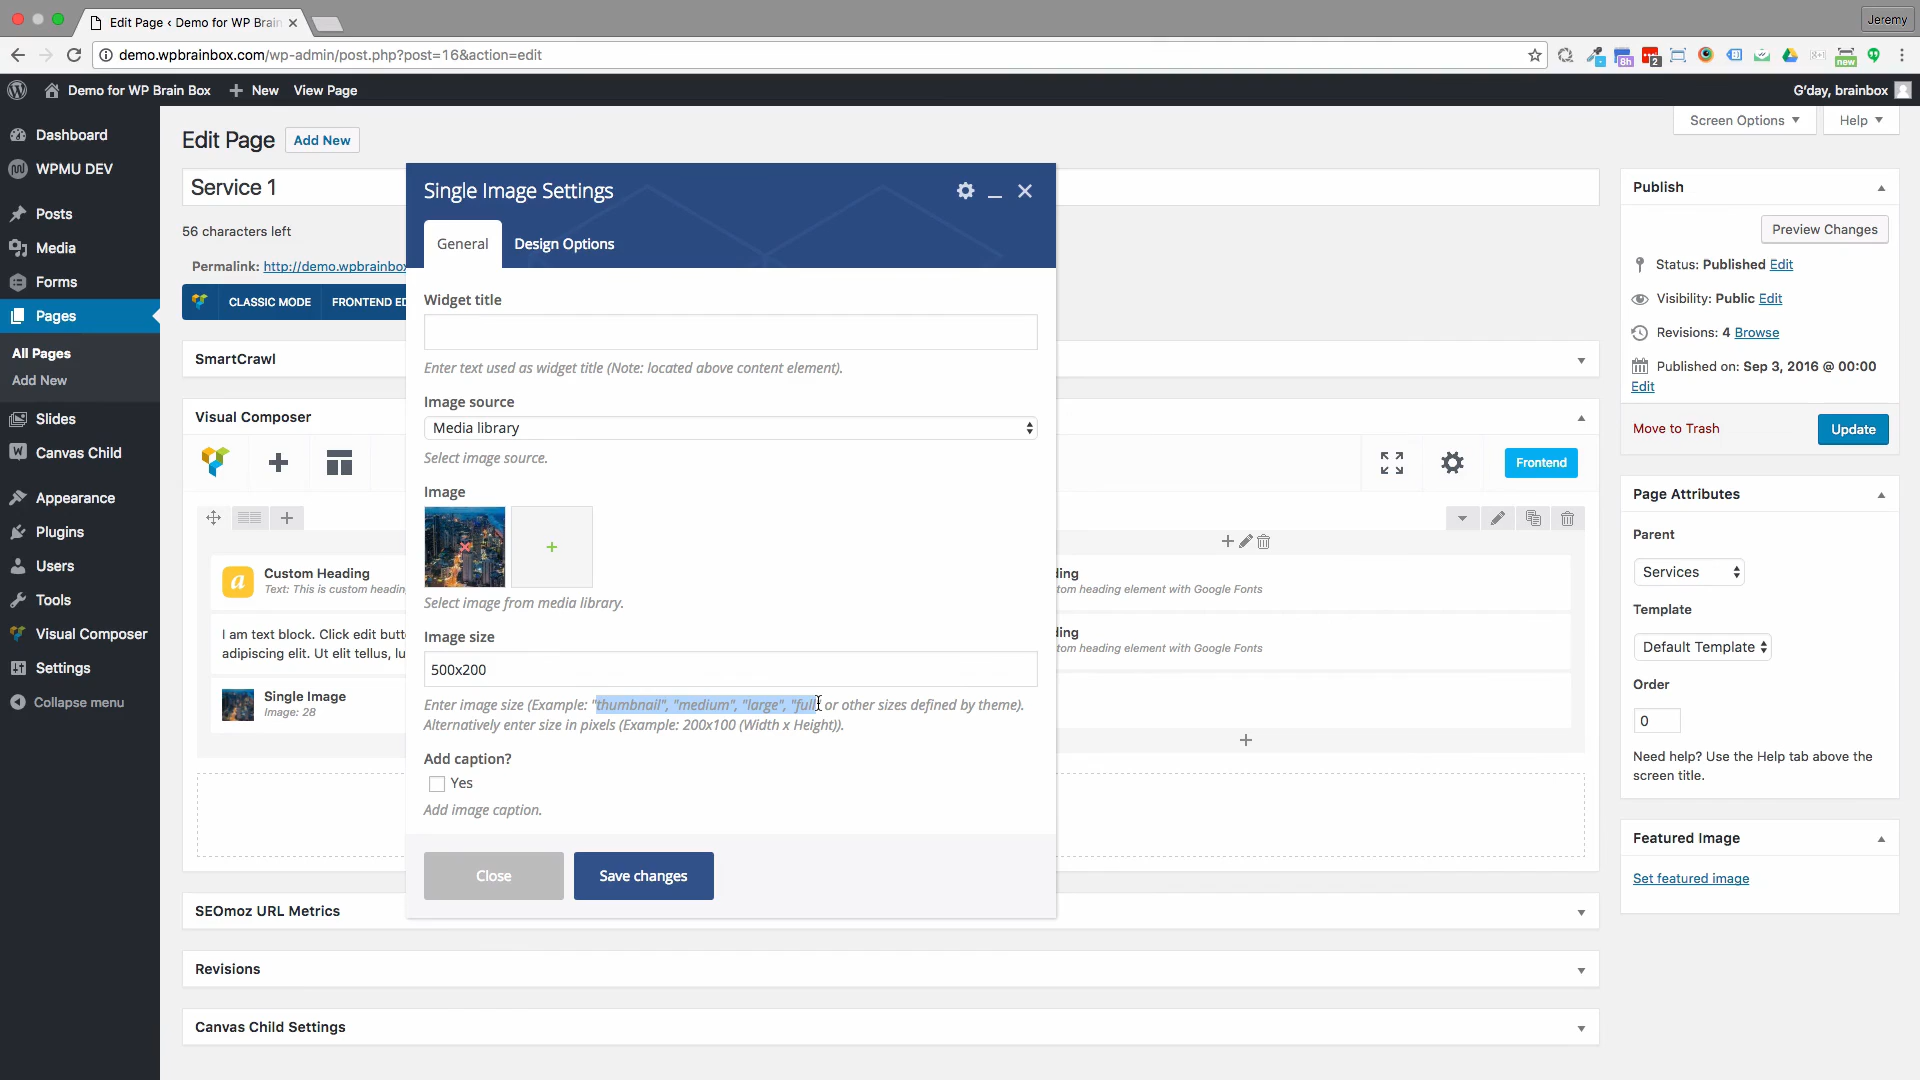 Edit Page ‹ Demo for WP Brain
Jeremy
demo.wpbrainbox.com/wp-admin/post.php?post=16&action=edit
8h
2
new
Demo for WP Brain Box
New
View Page
G'day, brainbox
Dashboard
WPMU DEV
Posts
Media
Forms
Pages
All Pages
Add New
Slides
Canvas Child
Appearance
Plugins
Users
Tools
Visual Composer
Settings
Collapse menu
Screen Options
Help
Edit Page
Add New
Service 1
56 characters left
Permalink: http://demo.wpbrainbox
CLASSIC MODE
FRONTEND ED
SmartCrawl
Visual Composer
Frontend
Custom Heading
Text: This is custom headin
I am text block. Click edit butt
adipiscing elit. Ut elit tellus, lu
Single Image
Image: 28
ding
tom heading element with Google Fonts
ding
tom heading element with Google Fonts
SEOmoz URL Metrics
Revisions
Canvas Child Settings
Single Image Settings
General
Design Options
Widget title
Enter text used as widget title (Note: located above content element).
Image source
Media library
Select image source.
Image
Select image from media library.
Image size
500x200
Enter image size (Example: "thumbnail", "medium", "large", "full" or other sizes defined by theme).
Alternatively enter size in pixels (Example: 200x100 (Width x Height)).
Add caption?
Yes
Add image caption.
Close
Save changes
Publish
Preview Changes
Status: Published Edit
Visibility: Public Edit
Revisions: 4 Browse
Published on: Sep 3, 2016 @ 00:00
Edit
Move to Trash
Update
Page Attributes
Parent
Services
Template
Default Template
Order
0
Need help? Use the Help tab above the
screen title.
Featured Image
Set featured image